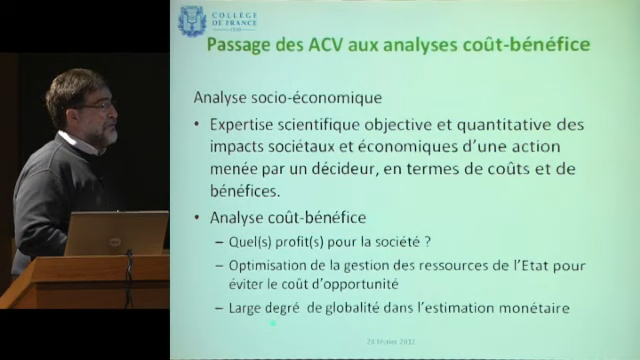 COLLÈGE
DE FRANCE
1530
Passage des ACV aux analyses coût-bénéfice
Analyse socio-économique
• Expertise scientifique objective et quantitative des
impacts sociétaux et économiques d'une action
menée par un décideur, en termes de coûts et de
bénéfices.
• Analyse coût-bénéfice
– Quel(s) profit(s) pour la société ?
– Optimisation de la gestion des ressources de l'Etat pour
éviter le coût d'opportunité
– Large degré de globalité dans l'estimation monétaire
24 février 2012